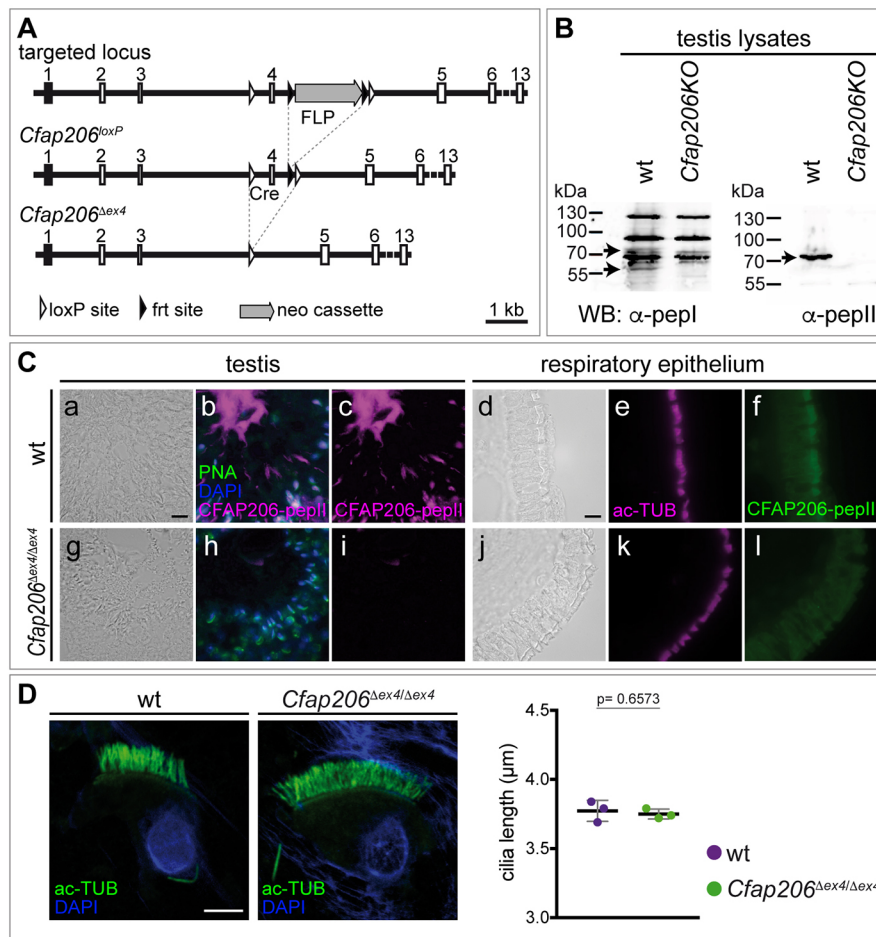 A
targeted locus
1 2 3 4 5 6 13
FLP
Cfap206loxP
1 2 3 4 5 6 13
Cre
Cfap206Δex4
1 2 3 5 6 13
loxP site frt site neo cassette 1 kb
B
testis lysates
wt Cfap206KO wt Cfap206KO
kDa kDa
130 130
100 100
70 70
55 55
WB: α-pepI α-pepII
C
testis respiratory epithelium
wt
a b c d e f
PNA
DAPI
CFAP206-pepII CFAP206-pepII ac-TUB CFAP206-pepII
Cfap206Δex4/Δex4
g h i j k l
D
wt Cfap206Δex4/Δex4
ac-TUB ac-TUB
DAPI DAPI
p= 0.6573
cilia length (µm)
4.5
4.0
3.5
3.0
wt
Cfap206Δex4/Δex4